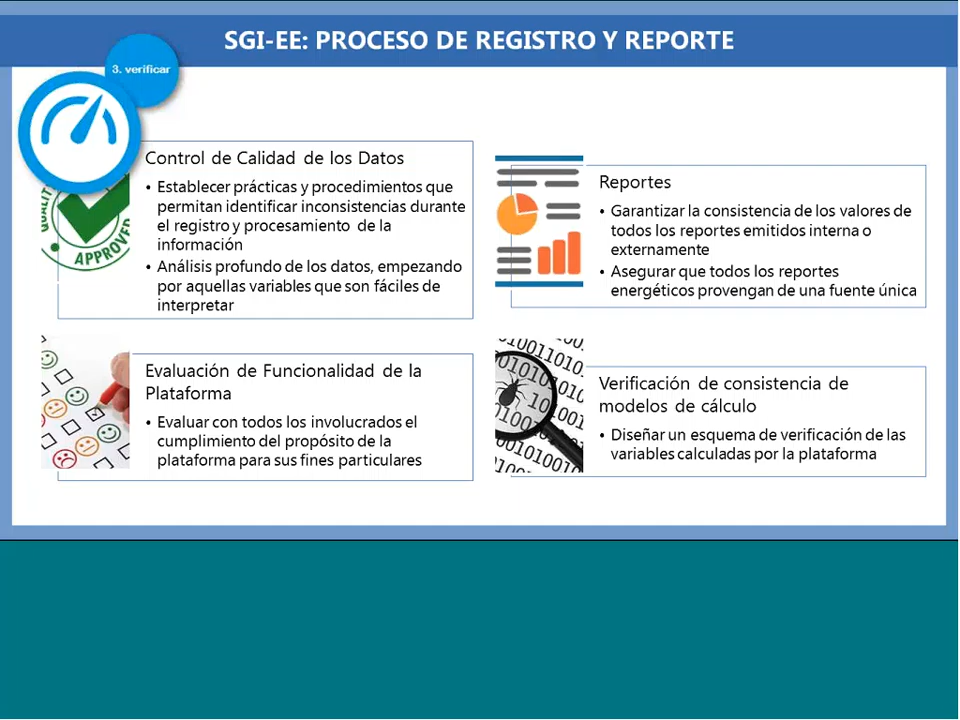 SGI-EE: PROCESO DE REGISTRO Y REPORTE
3. verificar
Control de Calidad de los Datos
• Establecer prácticas y procedimientos que
permitan identificar inconsistencias durante
el registro y procesamiento de la
información
• Análisis profundo de los datos, empezando
por aquellas variables que son fáciles de
interpretar
APPROVED
Reportes
• Garantizar la consistencia de los valores de
todos los reportes emitidos interna o
externamente
• Asegurar que todos los reportes
energéticos provengan de una fuente única
Evaluación de Funcionalidad de la
Plataforma
• Evaluar con todos los involucrados el
cumplimiento del propósito de la
plataforma para sus fines particulares
Verificación de consistencia de
modelos de cálculo
• Diseñar un esquema de verificación de las
variables calculadas por la plataforma